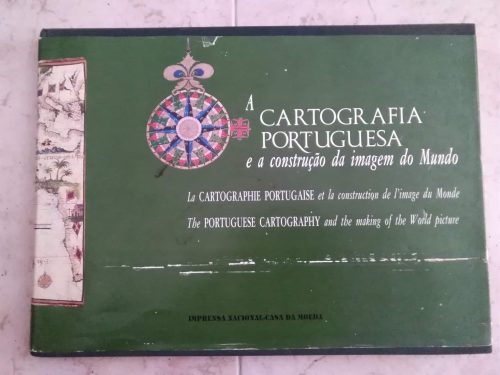 A
CARTOGRAFIA
PORTUGUESA
e a construção da imagem do Mundo
La CARTOGRAPHIE PORTUGAISE et la construction de l'image du Monde
The PORTUGUESE CARTOGRAPHY and the making of the World picture
IMPRENSA NACIONAL-CASA DA MOEDA